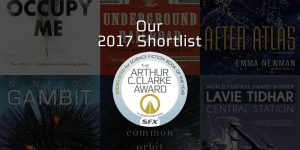 OCCUPY
ME
THE
UNDERGROUND
Our
2017 Shortlist
AFTER ATLAS
EMMA NEWMAN
THE
ARTHUR
C. CLARKE
AWARD
SFX
GAMBIT
common
orbit
WORLD FANTASY AWARD WINNER
LAVIE TIDHAR
CENTRAL STATION